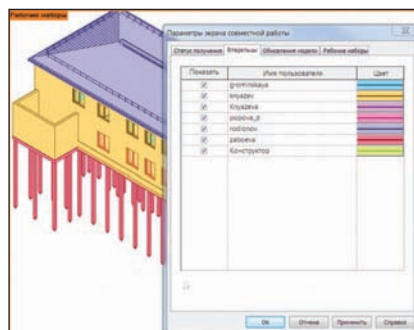 Рабочие наборы
Параметры экрана совместной работы
Статус получения Владельцы Обновления модели Рабочие наборы
Показать Имя пользователя Цвет
grominskaya
knyazev
Knyazeva
popova_d
rodionov
zaboeva
Конструктор
ОК Отмена Применить Справка